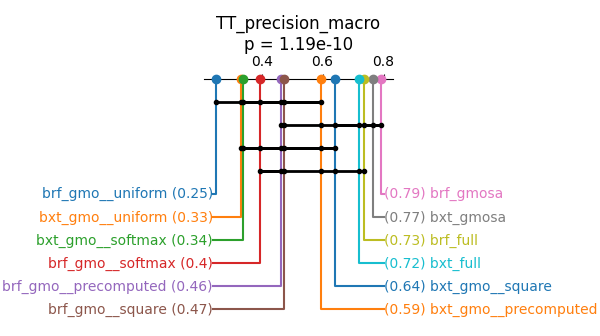 TT_precision_macro
p = 1.19e-10
0.4 0.6 0.8
brf_gmo__uniform (0.25) (0.79) brf_gmosa
bxt_gmo__uniform (0.33) (0.77) bxt_gmosa
bxt_gmo__softmax (0.34) (0.73) brf_full
brf_gmo__softmax (0.4) (0.72) bxt_full
brf_gmo__precomputed (0.46) (0.64) bxt_gmo__square
brf_gmo__square (0.47) (0.59) bxt_gmo__precomputed